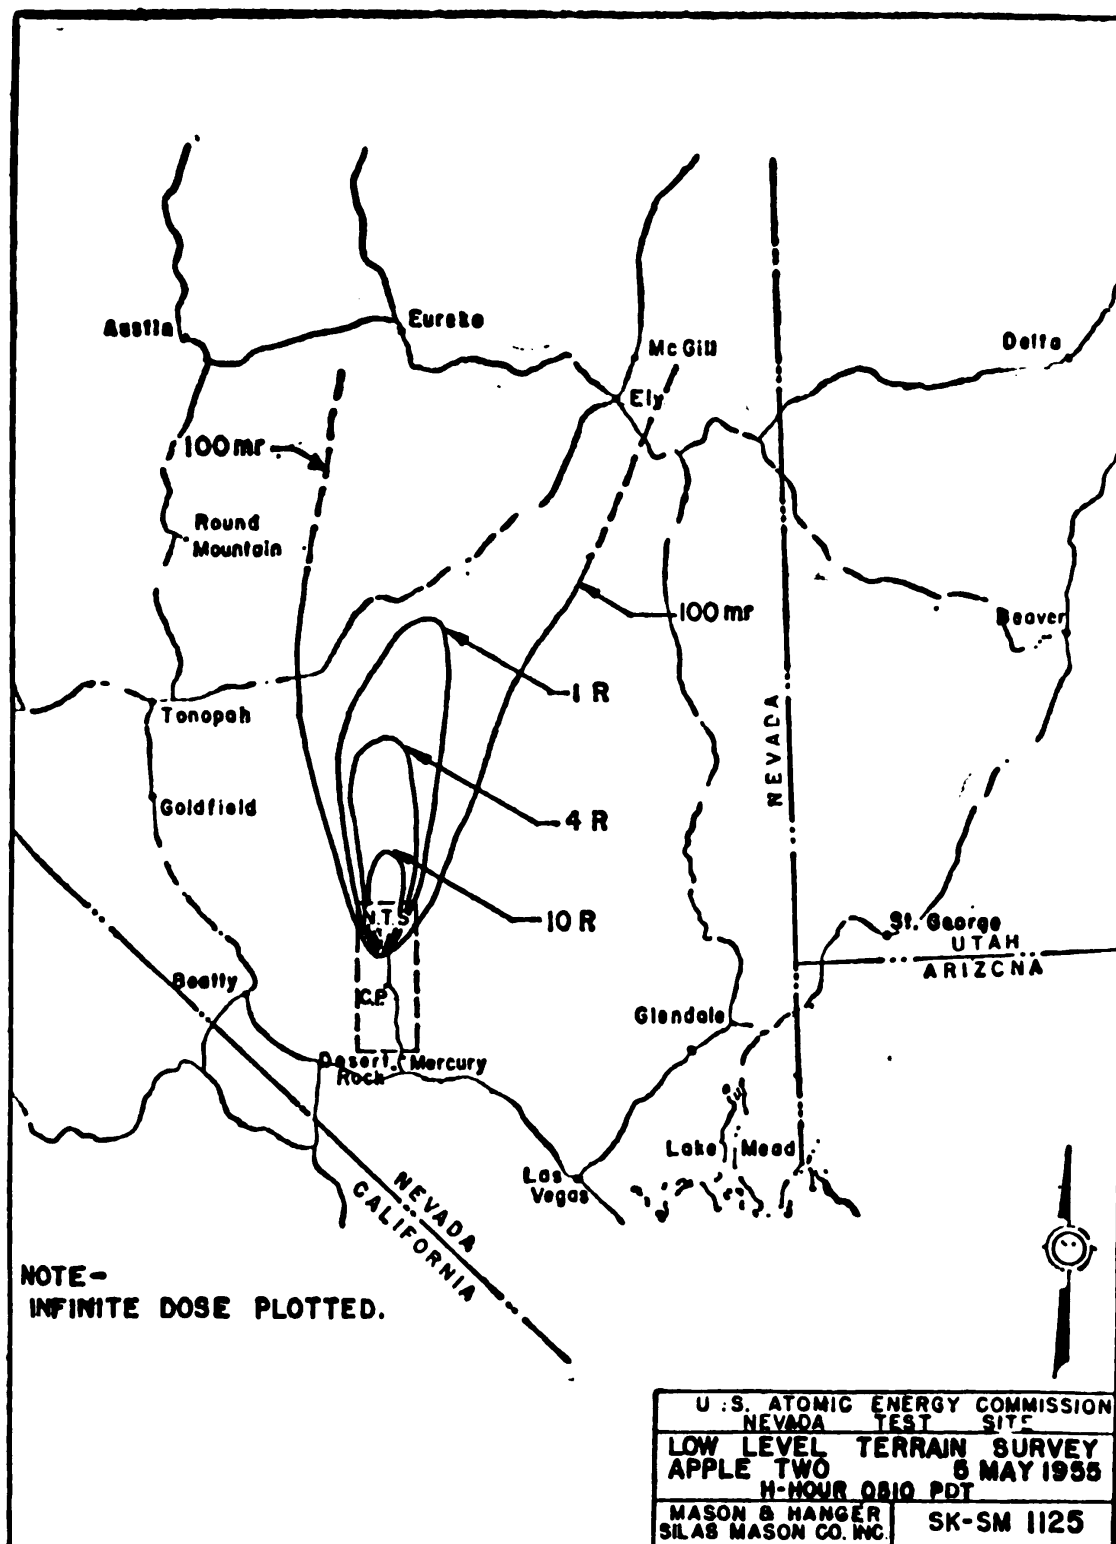 Austin
Eureka
Mc Gill
Delta
Ely
100 mr
Round
Mountain
100 mr
Beaver
1 R
Tonopah
NEVADA
Goldfield
4 R
10 R
N.T.S
St. George
UTAH
ARIZONA
Beatty
C.P.
Glendale
Desert
Rock
Mercury
Lake Mead
Las
Vegas
NEVADA
CALIFORNIA
NOTE-
INFINITE DOSE PLOTTED.
U.S. ATOMIC ENERGY COMMISSION
NEVADA TEST SITE
LOW LEVEL TERRAIN SURVEY
APPLE TWO 5 MAY 1955
H-HOUR 0510 PDT
MASON & HANGER
SILAS MASON CO. INC.
SK-SM 1125